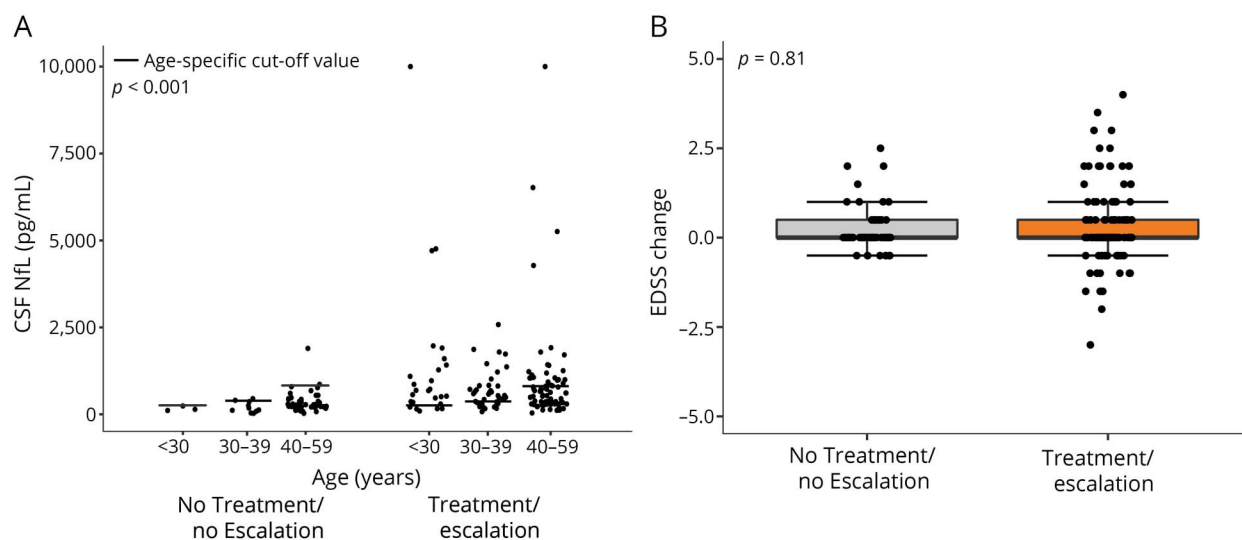 A
— Age-specific cut-off value
p < 0.001
10,000
7,500
5,000
2,500
0
CSF NfL (pg/mL)
<30 30–39 40–59 <30 30–39 40–59
Age (years)
No Treatment/
no Escalation
Treatment/
escalation
B
p = 0.81
5.0
2.5
0.0
−2.5
−5.0
EDSS change
No Treatment/
no Escalation
Treatment/
escalation